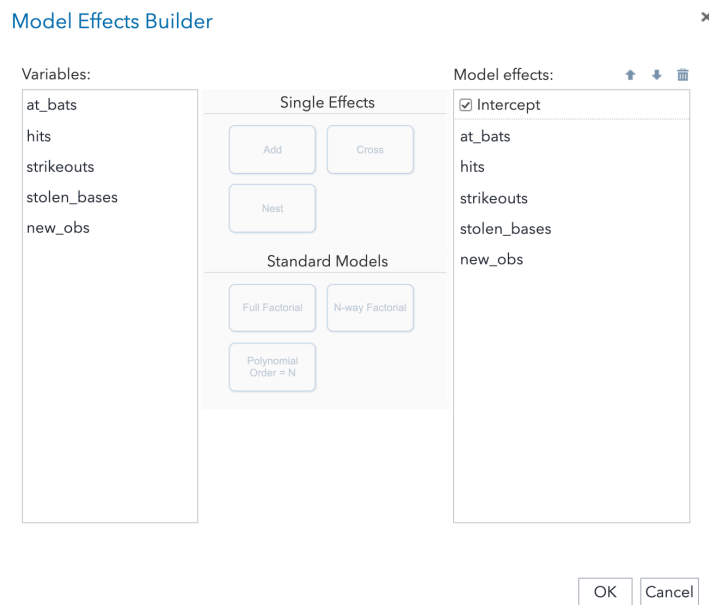 Model Effects Builder
Variables:
at_bats
hits
strikeouts
stolen_bases
new_obs
Single Effects
Add
Cross
Nest
Standard Models
Full Factorial
N-way Factorial
Polynomial
Order = N
Model effects:
Intercept
at_bats
hits
strikeouts
stolen_bases
new_obs
OK
Cancel